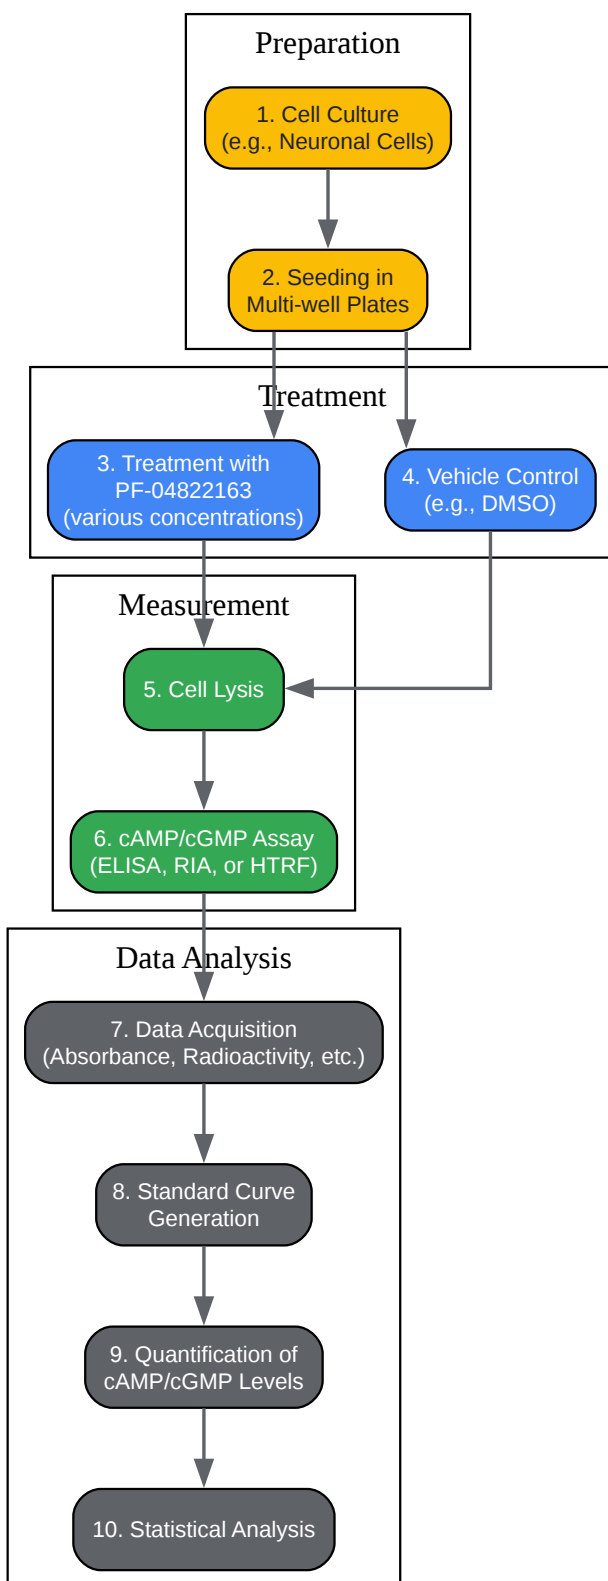 Preparation
1. Cell Culture
(e.g., Neuronal Cells)
2. Seeding in
Multi-well Plates
Treatment
3. Treatment with
PF-04822163
(various concentrations)
4. Vehicle Control
(e.g., DMSO)
Measurement
5. Cell Lysis
6. cAMP/cGMP Assay
(ELISA, RIA, or HTRF)
Data Analysis
7. Data Acquisition
(Absorbance, Radioactivity, etc.)
8. Standard Curve
Generation
9. Quantification of
cAMP/cGMP Levels
10. Statistical Analysis